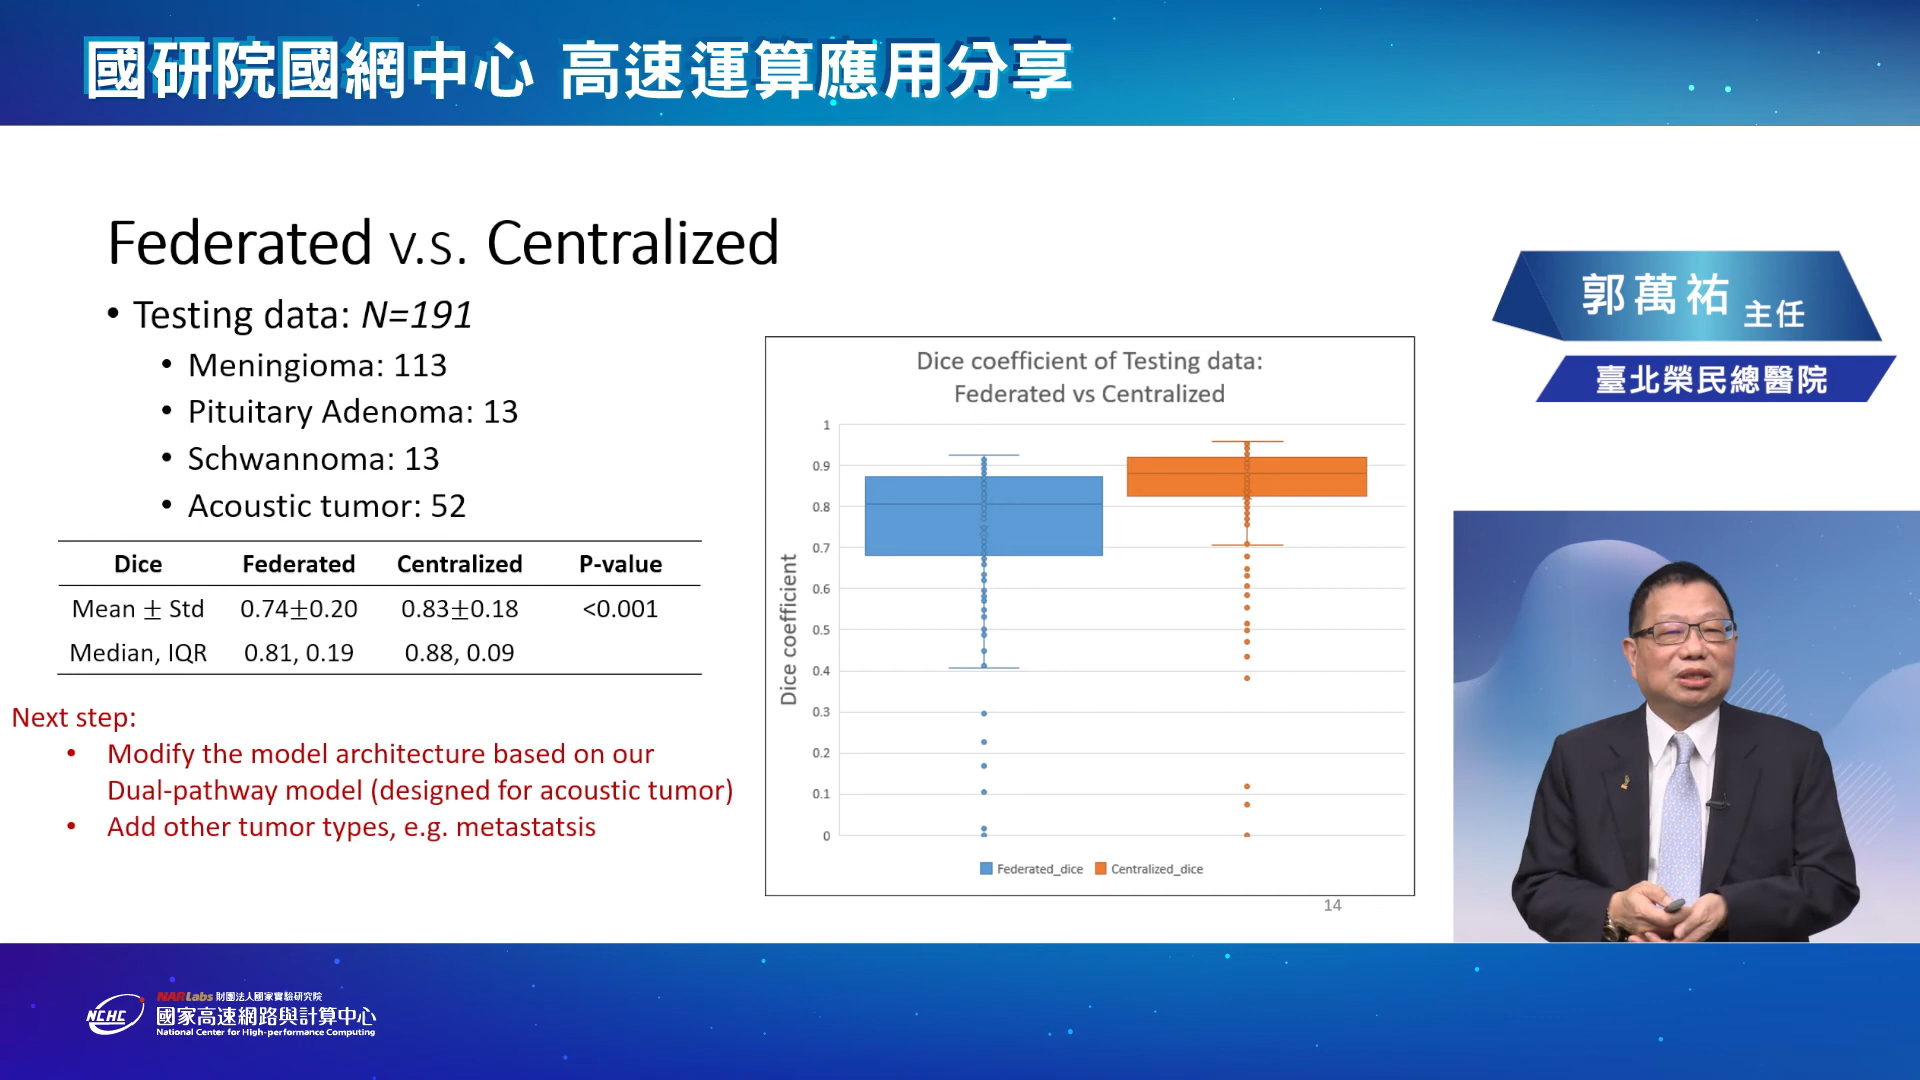 國研院國網中心 高速運算應用分享
Federated v.s. Centralized
• Testing data: N=191
• Meningioma: 113
• Pituitary Adenoma: 13
• Schwannoma: 13
• Acoustic tumor: 52
Dice Federated Centralized P-value
Mean ± Std 0.74±0.20 0.83±0.18 <0.001
Median, IQR 0.81, 0.19 0.88, 0.09
Next step:
• Modify the model architecture based on our
Dual-pathway model (designed for acoustic tumor)
• Add other tumor types, e.g. metastatsis
Dice coefficient of Testing data:
Federated vs Centralized
Dice coefficient
1
0.9
0.8
0.7
0.6
0.5
0.4
0.3
0.2
0.1
0
Federated_dice Centralized_dice
14
郭萬祐 主任
臺北榮民總醫院
NCHC
NARLabs 財團法人國家實驗研究院
國家高速網路與計算中心
National Center for High-performance Computing